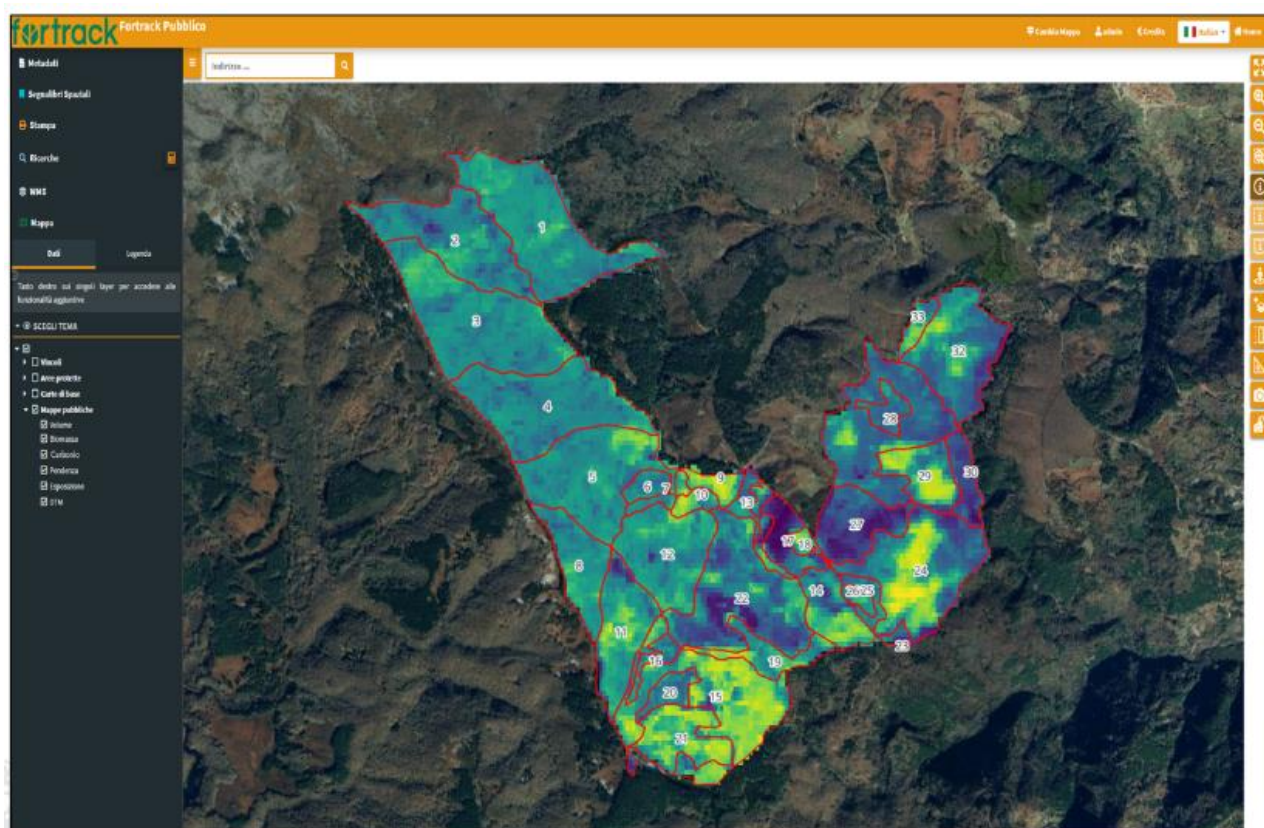 fortrack Fortrack Pubblico
Cambia Mappa admin Credits Italian Home
Metadati
Indirizzo ...
Segnalibri Spaziali
Stampa
Ricerche
WMS
Mappa
Dati Legenda
Tasto destro sui singoli layer per accedere alle
funzionalità aggiuntive
SCEGLI TEMA
Vincoli
Aree protette
Carte di base
Mappe pubbliche
Volume
Biomassa
Carbonio
Pendenza
Esposizione
DTM
1
2
3
33
32
4
28
5
9
29
30
6
7
10
13
27
17
18
12
8
24
22
14
26
25
11
23
16
19
20
15
21